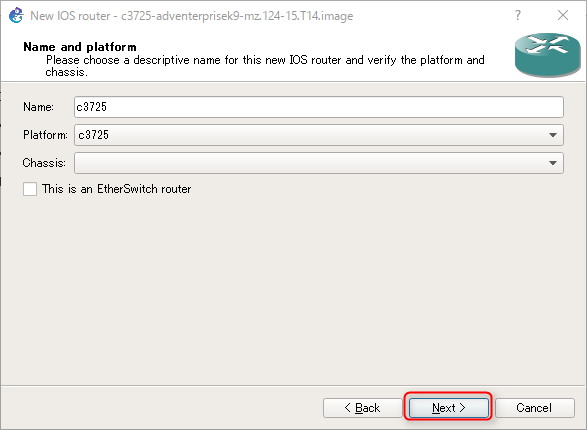 New IOS router - c3725-adventerprisek9-mz.124-15.T14.image
Name and platform
Please choose a descriptive name for this new IOS router and verify the platform and
chassis.
Name: c3725
Platform: c3725
Chassis:
This is an EtherSwitch router
< Back Next > Cancel